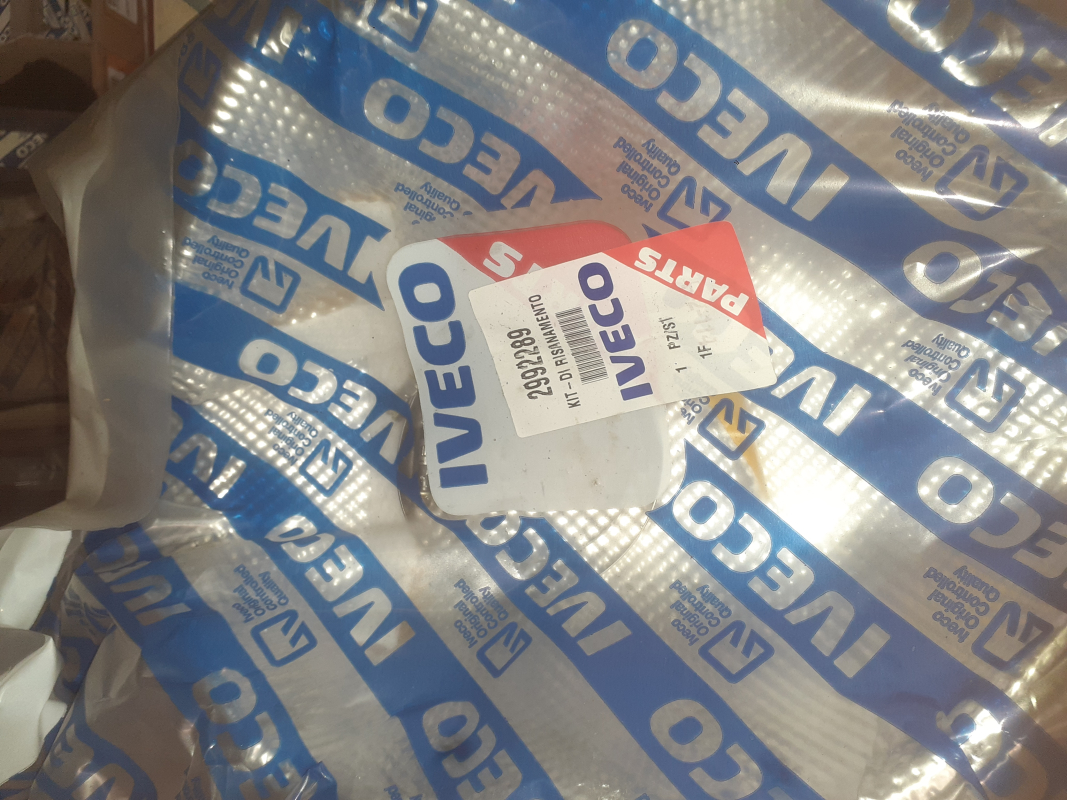 IVECO
PARTS
2992289
KIT-DI RISANAMENTO
IVECO
1 PZ/ST
1F
IVECO
Iveco
Original
Controlled
Quality